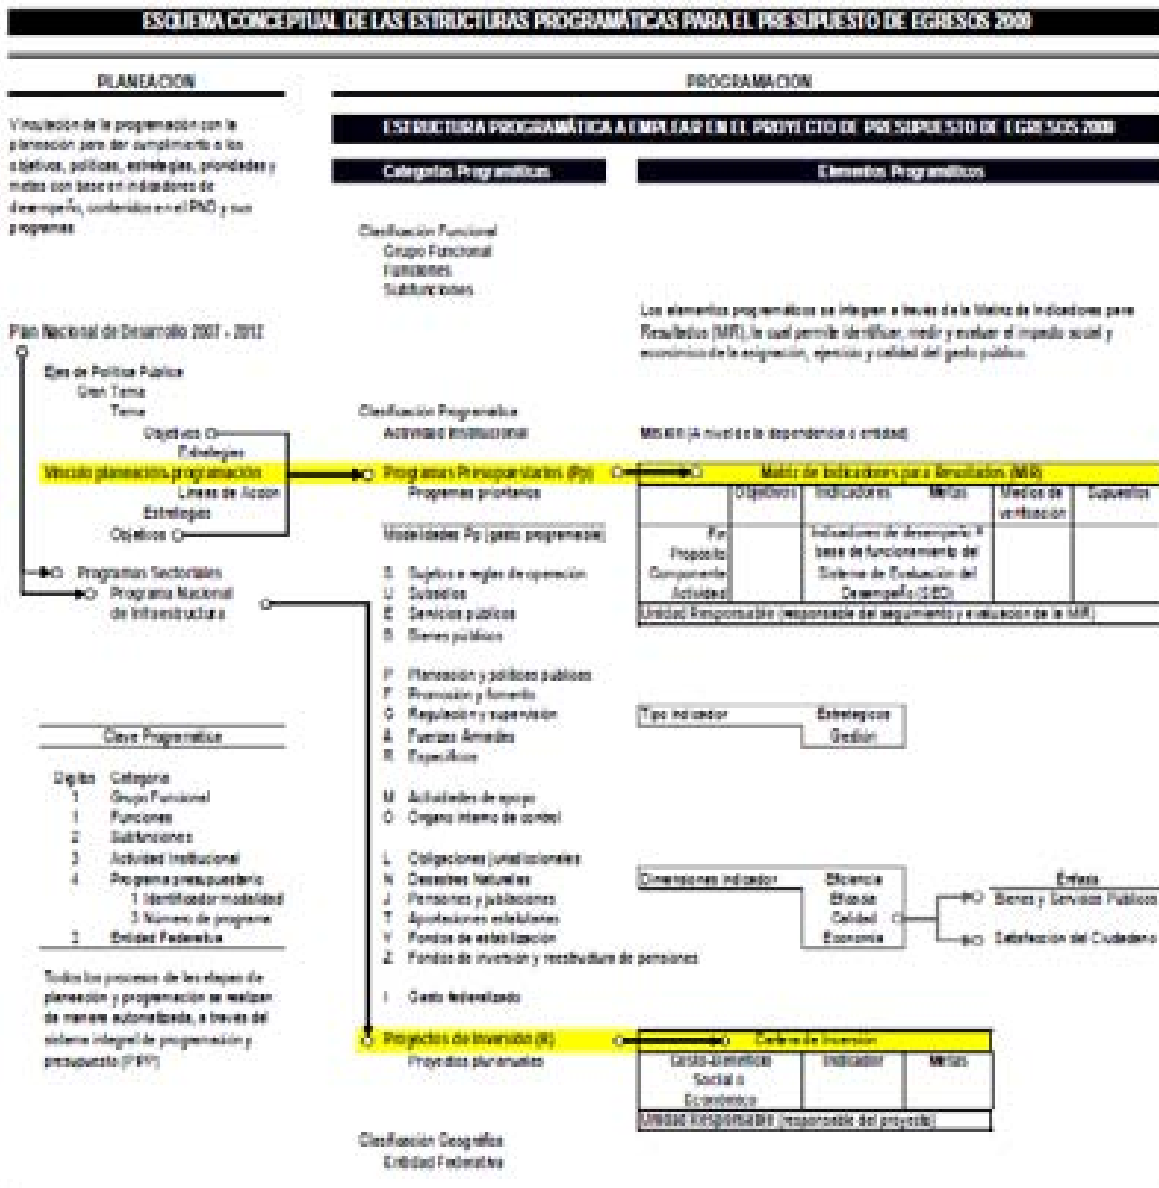 ESQUEMA CONCEPTUAL DE LAS ESTRUCTURAS PROGRAMÁTICAS PARA EL PRESUPUESTO DE EGRESOS
PLANEACION
PROGRAMACION
Vinculación de la programación con la
planeación para dar cumplimiento a los
objetivos, políticas, estrategias, prioridades y
metas con base en indicadores de
desempeño, contenidos en el PND y sus
programas
ESTRUCTURA PROGRAMÁTICA A EMPLEAR EN EL PROYECTO DE PRESUPUESTO DE EGRESOS
Categorías Programáticas
Elementos Programáticos
Clasificación Funcional
Grupo Funcional
Funciones
Subfunciones
Los elementos programáticos se integran a través de la Matriz de Indicadores para
Resultados (MIR), la cual permite identificar, medir y evaluar el impacto social y
económico de la asignación, ejercicio y calidad del gasto público.
Plan Nacional de Desarrollo 2007 - 2012
Ejes de Política Pública
Gran Tema
Tema
Objetivos
Estrategias
Vínculo planeación-programación
Líneas de Acción
Estrategias
Objetivos
Programas Sectoriales
Programa Nacional
de Infraestructura
Clasificación Programática
Actividad Institucional
Programas Presupuestarios (Pp)
Programas prioritarios
Modalidades Pp (gasto programable)
S Sujetos a reglas de operación
U Subsidios
E Servicios públicos
B Bienes públicos
P Planeación y políticas públicas
F Promoción y fomento
G Regulación y supervisión
A Fuerzas Armadas
R Específicos
M Actividades de apoyo
O Órgano interno de control
L Obligaciones jurisdiccionales
N Desastres Naturales
J Pensiones y jubilaciones
T Aportaciones estatutarias
Y Fondos de estabilización
Z Fondos de inversión y reestructura de pensiones
I Gasto federalizado
Proyectos de Inversión (K)
Proyectos plurianuales
Clasificación Geográfica
Entidad Federativa
MISION (A nivel de la dependencia o entidad)
Matriz de Indicadores para Resultados (MIR)
Objetivos Indicadores Metas Medios de verificación Supuestos
Fin
Propósito
Componente
Actividad
Indicadores de desempeño
base de funcionamiento del
Sistema de Evaluación del
Desempeño (SED)
Unidad Responsable (responsable del seguimiento y evaluación de la MIR)
Tipo indicador
Estratégicos
Gestión
Dimensiones indicador
Eficiencia
Eficacia
Calidad
Economía
Énfasis
Bienes y Servicios Públicos
Satisfacción del Ciudadano
Cartera de Inversión
Costo-Beneficio
Social o
Económico
Indicador
Metas
Unidad Responsable (responsable del proyecto)
Clave Programática
Dígitos Categoría
1 Grupo Funcional
1 Funciones
2 Subfunciones
3 Actividad Institucional
4 Programa presupuestario
1 Identificador modalidad
3 Número de programa
2 Entidad Federativa
Todos los procesos de las etapas de
planeación y programación se realizan
de manera automatizada, a través del
sistema integral de programación y
presupuesto (PIPP)